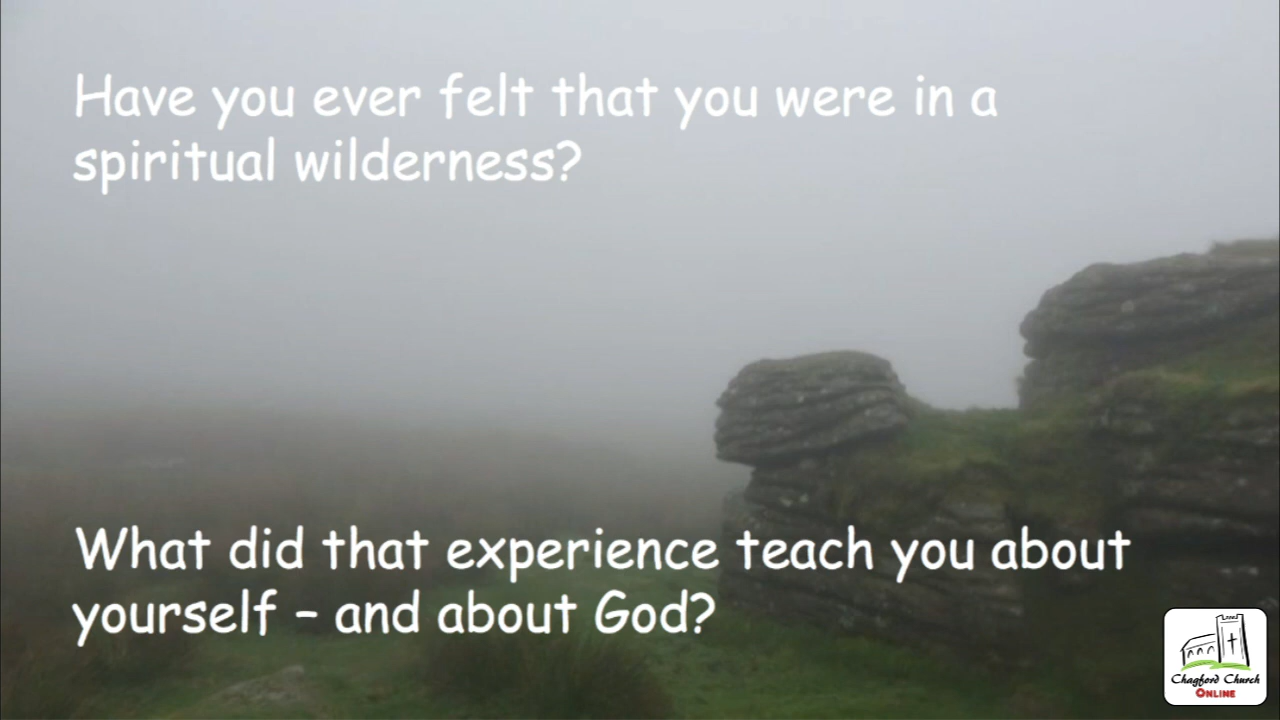 Have you ever felt that you were in a
spiritual wilderness?
What did that experience teach you about
yourself – and about God?
Chagford Church
ONLINE